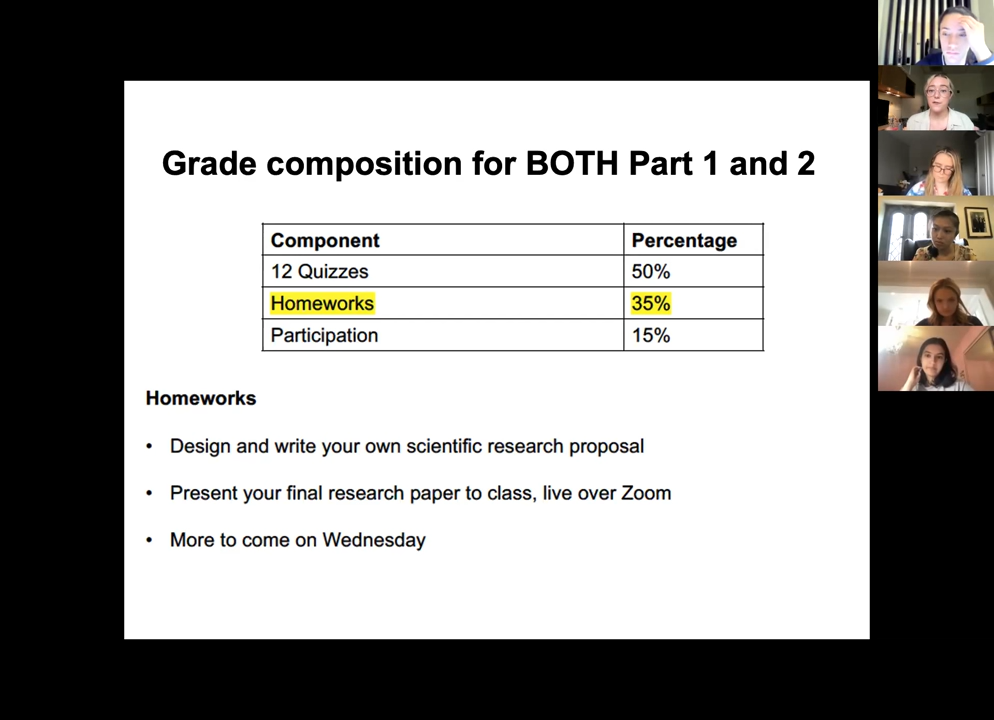 Grade composition for BOTH Part 1 and 2
Component Percentage
12 Quizzes 50%
Homeworks 35%
Participation 15%
Homeworks
• Design and write your own scientific research proposal
• Present your final research paper to class, live over Zoom
• More to come on Wednesday